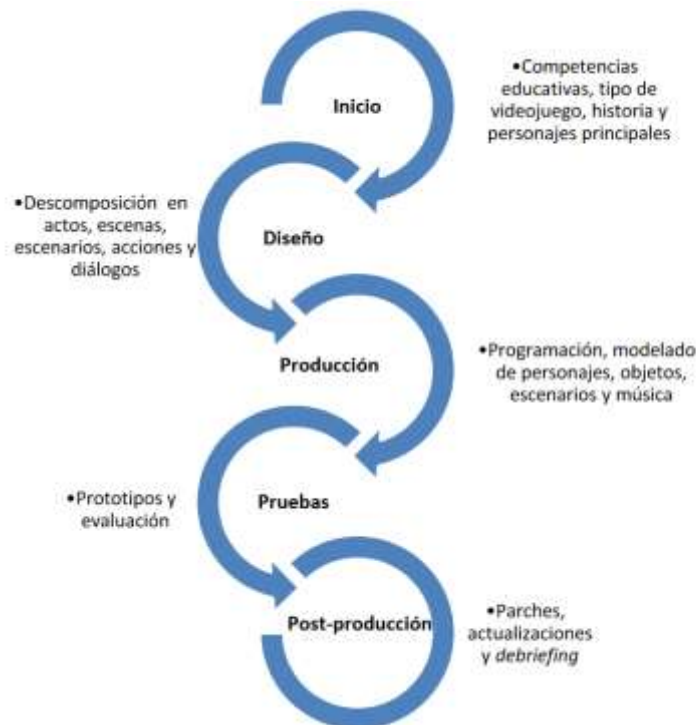 Inicio
•Competencias
educativas, tipo de
videojuego, historia y
personajes principales
•Descomposición en
actos, escenas,
escenarios, acciones y
diálogos
Diseño
Producción
•Programación, modelado
de personajes, objetos,
escenarios y música
•Prototipos y
evaluación
Pruebas
Post-producción
•Parches,
actualizaciones
y debriefing